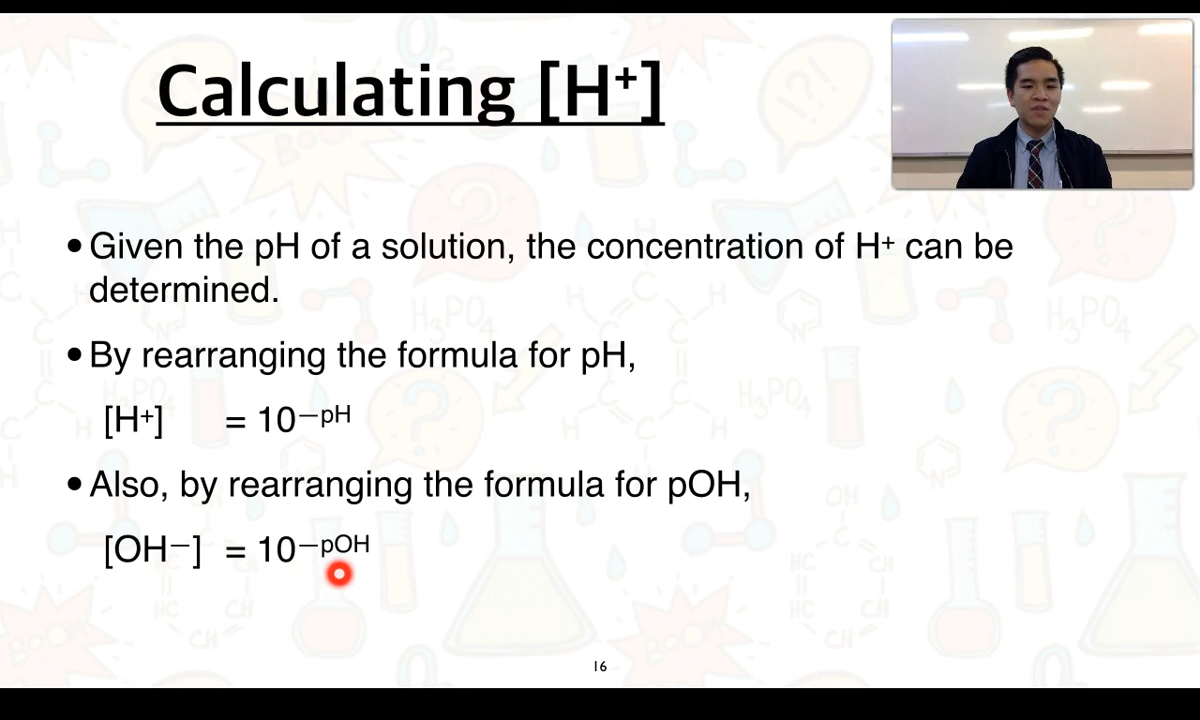 Calculating [H⁺]
• Given the pH of a solution, the concentration of H⁺ can be
determined.
• By rearranging the formula for pH,
[H⁺] = 10⁻ᵖᴴ
• Also, by rearranging the formula for pOH,
[OH⁻] = 10⁻ᵖᴼᴴ
16